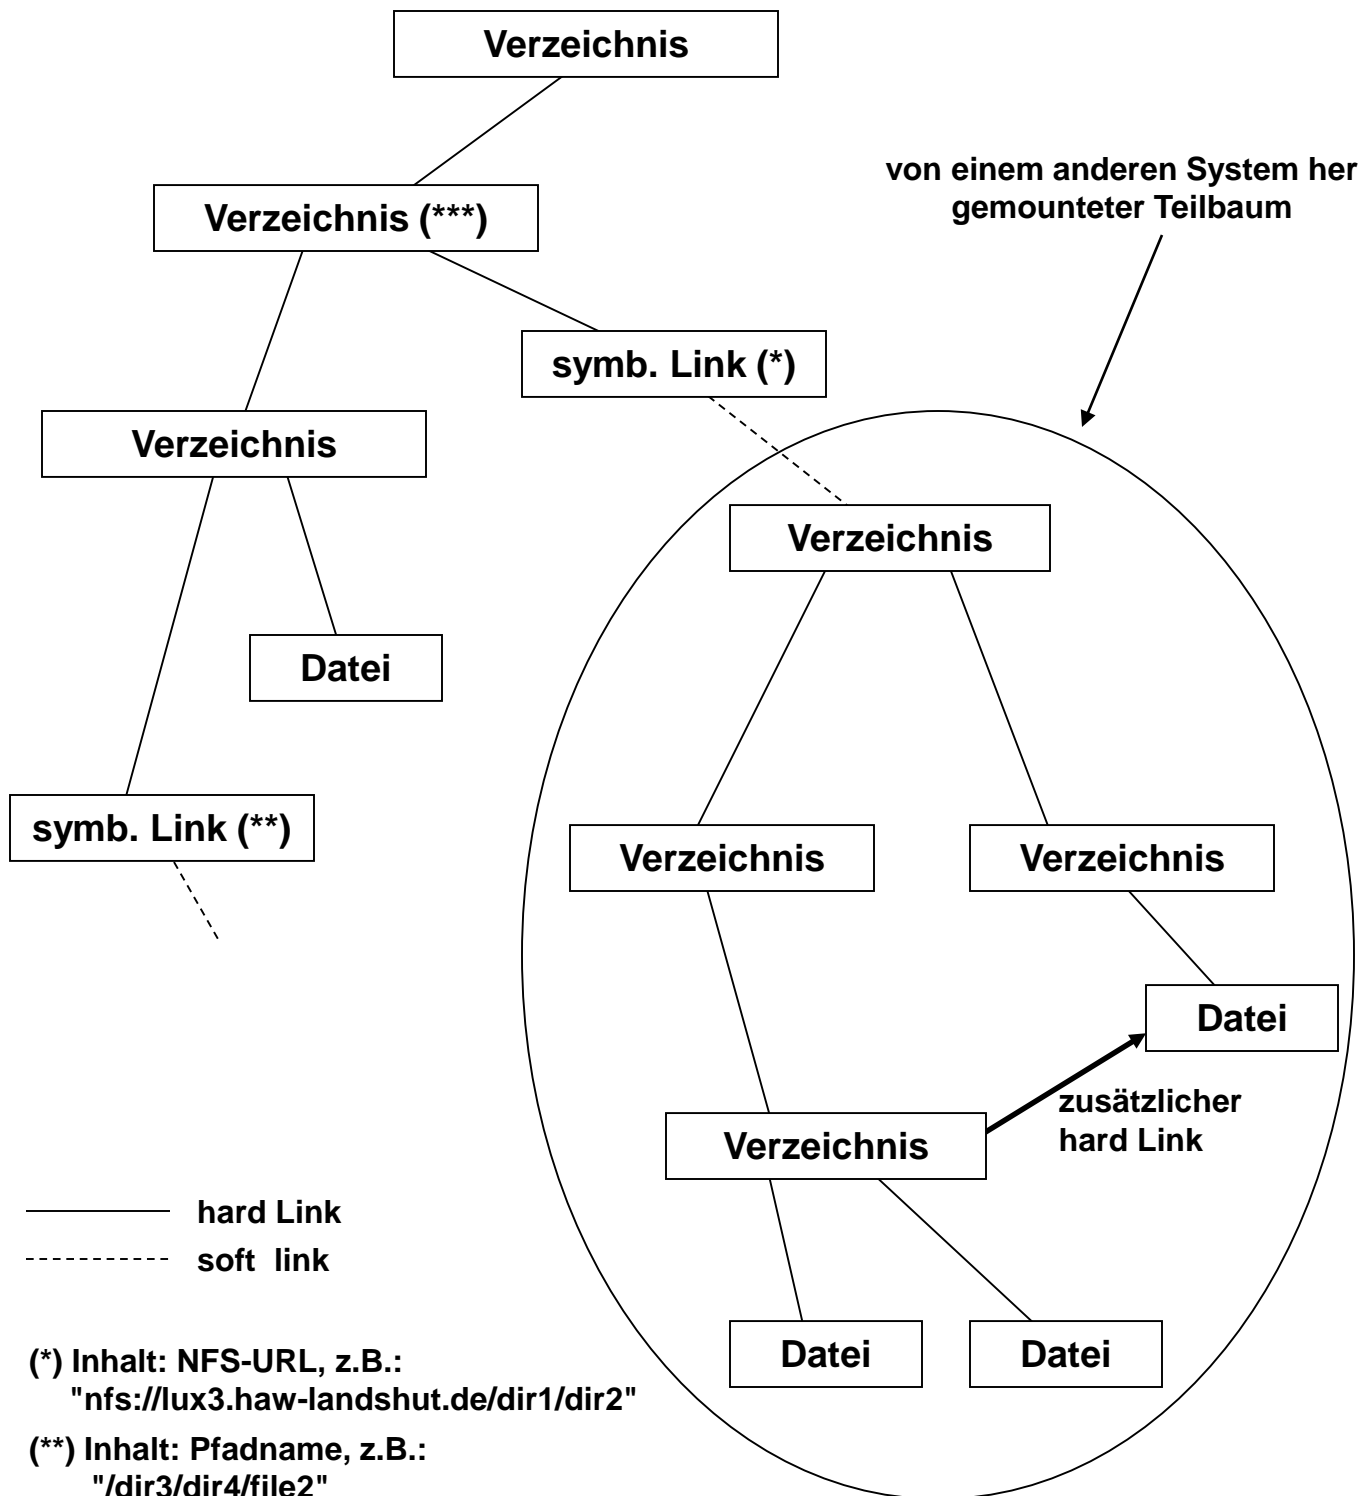 Verzeichnis
von einem anderen System her
gemounteter Teilbaum
Verzeichnis (***)
symb. Link (*)
Verzeichnis
Verzeichnis
Datei
symb. Link (**)
Verzeichnis
Verzeichnis
Datei
zusätzlicher
hard Link
Verzeichnis
hard Link
soft link
Datei
Datei
(*) Inhalt: NFS-URL, z.B.:
"nfs://lux3.haw-landshut.de/dir1/dir2"
(**) Inhalt: Pfadname, z.B.:
"/dir3/dir4/file2"